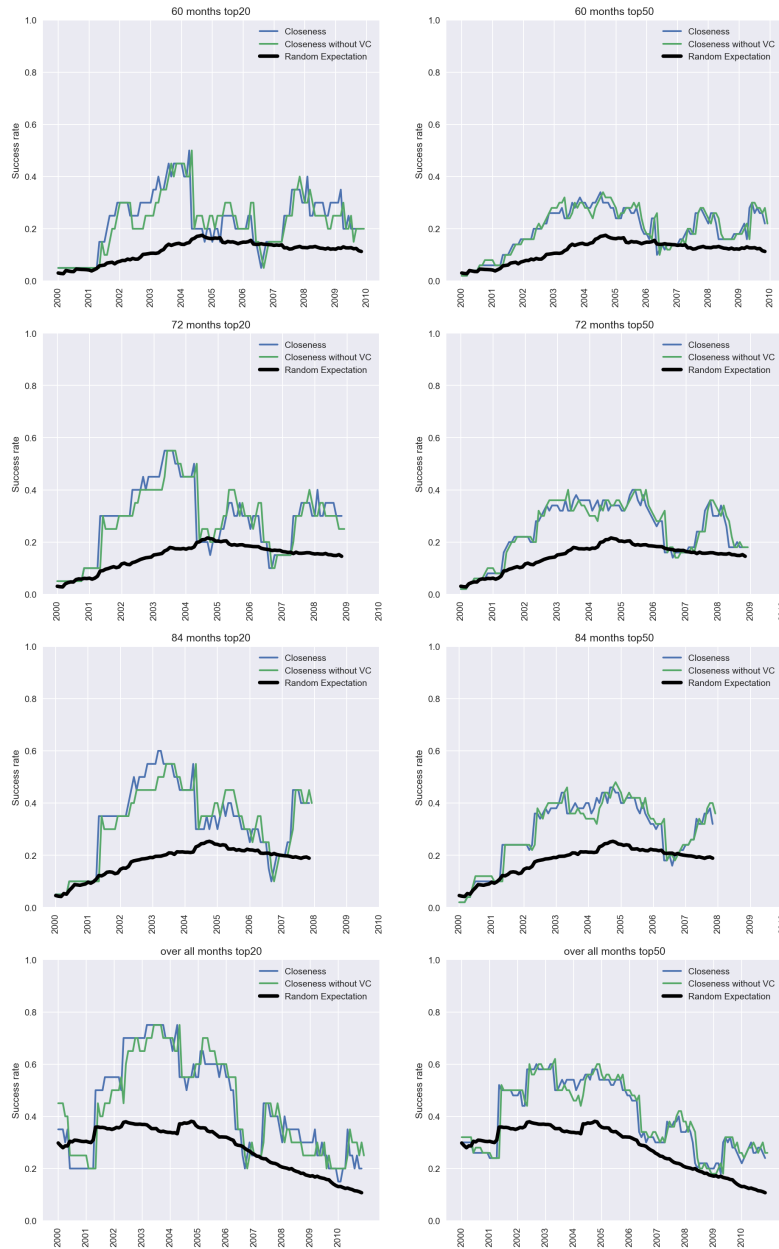 60 months top20
Success rate
1.0
0.8
0.6
0.4
0.2
0.0
Closeness
Closeness without VC
Random Expectation
2000 2001 2002 2003 2004 2005 2006 2007 2008 2009 2010
60 months top50
Success rate
1.0
0.8
0.6
0.4
0.2
0.0
Closeness
Closeness without VC
Random Expectation
2000 2001 2002 2003 2004 2005 2006 2007 2008 2009 2010
72 months top20
Success rate
1.0
0.8
0.6
0.4
0.2
0.0
Closeness
Closeness without VC
Random Expectation
2000 2001 2002 2003 2004 2005 2006 2007 2008 2009 2010
72 months top50
Success rate
1.0
0.8
0.6
0.4
0.2
0.0
Closeness
Closeness without VC
Random Expectation
2000 2001 2002 2003 2004 2005 2006 2007 2008 2009
84 months top20
Success rate
1.0
0.8
0.6
0.4
0.2
0.0
Closeness
Closeness without VC
Random Expectation
2000 2001 2002 2003 2004 2005 2006 2007 2008 2009 2010
84 months top50
Success rate
1.0
0.8
0.6
0.4
0.2
0.0
Closeness
Closeness without VC
Random Expectation
2000 2001 2002 2003 2004 2005 2006 2007 2008 2009
over all months top20
Success rate
1.0
0.8
0.6
0.4
0.2
0.0
Closeness
Closeness without VC
Random Expectation
2000 2001 2002 2003 2004 2005 2006 2007 2008 2009 2010
over all months top50
Success rate
1.0
0.8
0.6
0.4
0.2
0.0
Closeness
Closeness without VC
Random Expectation
2000 2001 2002 2003 2004 2005 2006 2007 2008 2009 2010